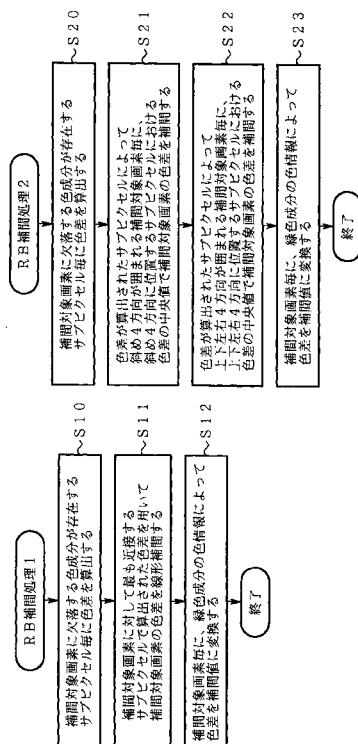 RB補間処理1
補間対象画素に欠落する色成分が存在する
サブピクセル毎に色差を算出する
S10
補間対象画素に対して最も近接する
サブピクセルで算出された色差を用いて
補間対象画素の色差を線形補間する
S11
補間対象画素毎に、緑色成分の色情報によって
色差を補間値に変換する
S12
終了
RB補間処理2
補間対象画素に欠落する色成分が存在する
サブピクセル毎に色差を算出する
S20
色差が算出されたサブピクセルによって
斜め4方向が囲まれる補間対象画素毎に、
斜め4方向に位置するサブピクセルにおける
色差の中央値で補間対象画素の色差を補間する
S21
色差が算出されたサブピクセルによって
上下左右4方向が囲まれる補間対象画素毎に、
上下左右4方向に位置するサブピクセルにおける
色差の中央値で補間対象画素の色差を補間する
S22
補間対象画素毎に、緑色成分の色情報によって
色差を補間値に変換する
S23
終了